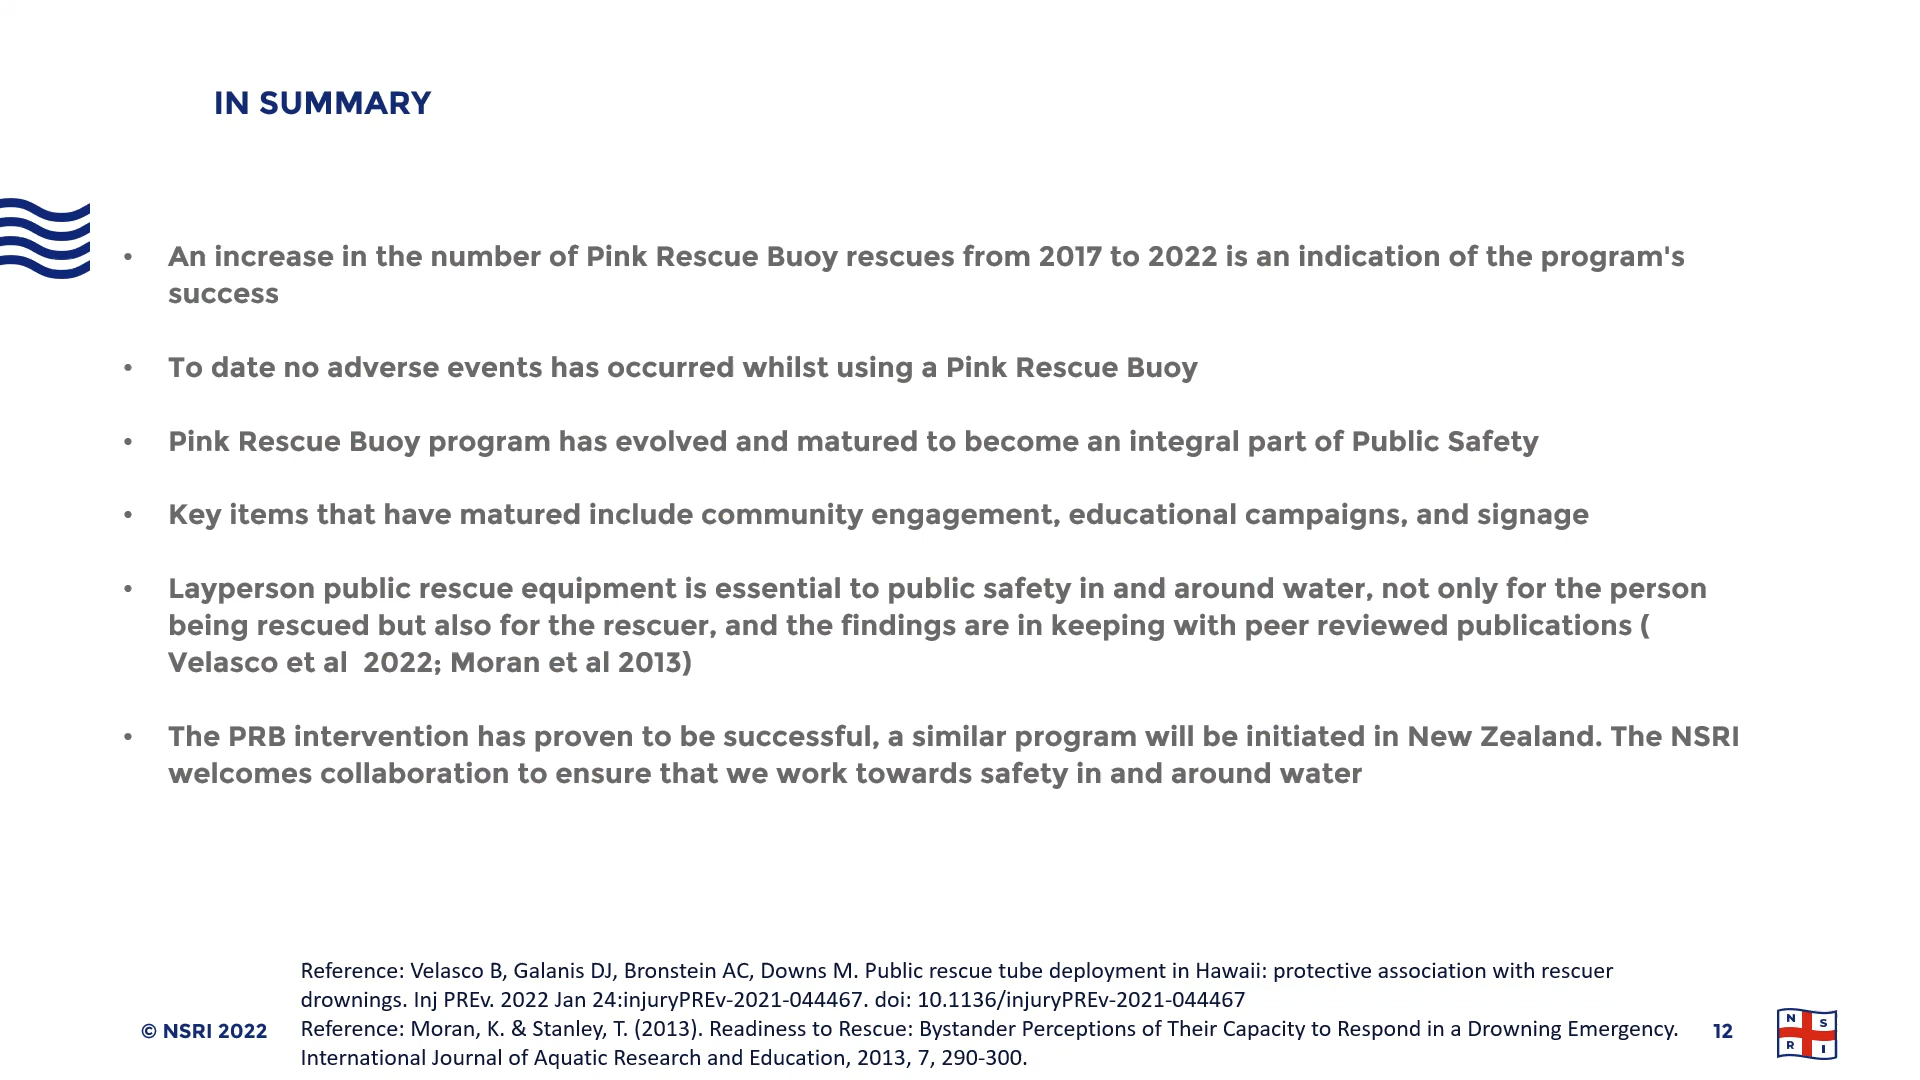 IN SUMMARY
• An increase in the number of Pink Rescue Buoy rescues from 2017 to 2022 is an indication of the program's
success
• To date no adverse events has occurred whilst using a Pink Rescue Buoy
• Pink Rescue Buoy program has evolved and matured to become an integral part of Public Safety
• Key items that have matured include community engagement, educational campaigns, and signage
• Layperson public rescue equipment is essential to public safety in and around water, not only for the person
being rescued but also for the rescuer, and the findings are in keeping with peer reviewed publications (
Velasco et al  2022; Moran et al 2013)
• The PRB intervention has proven to be successful, a similar program will be initiated in New Zealand. The NSRI
welcomes collaboration to ensure that we work towards safety in and around water
Reference: Velasco B, Galanis DJ, Bronstein AC, Downs M. Public rescue tube deployment in Hawaii: protective association with rescuer
drownings. Inj PREv. 2022 Jan 24:injuryPREv-2021-044467. doi: 10.1136/injuryPREv-2021-044467
Reference: Moran, K. & Stanley, T. (2013). Readiness to Rescue: Bystander Perceptions of Their Capacity to Respond in a Drowning Emergency.
International Journal of Aquatic Research and Education, 2013, 7, 290-300.
© NSRI 2022
12
N S
R I